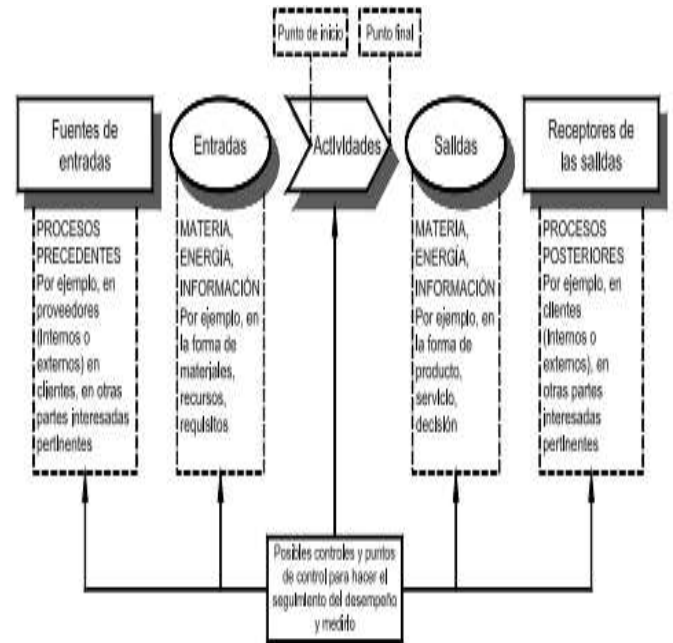 Punto de inicio
Punto final
Fuentes de
entradas
Entradas
Actividades
Salidas
Receptores de
las salidas
PROCESOS
PRECEDENTES
Por ejemplo, en
proveedores
(internos o
externos) en
clientes, en otras
partes interesadas
pertinentes
MATERIA,
ENERGÍA,
INFORMACIÓN
Por ejemplo, en
la forma de
materiales,
recursos,
requisitos
MATERIA,
ENERGÍA,
INFORMACIÓN
Por ejemplo, en
la forma de
producto,
servicio,
decisión
PROCESOS
POSTERIORES
Por ejemplo, en
clientes
(internos o
externos), en
otras partes
interesadas
pertinentes
Posibles controles y puntos
de control para hacer el
seguimiento del desempeño
y medirlo